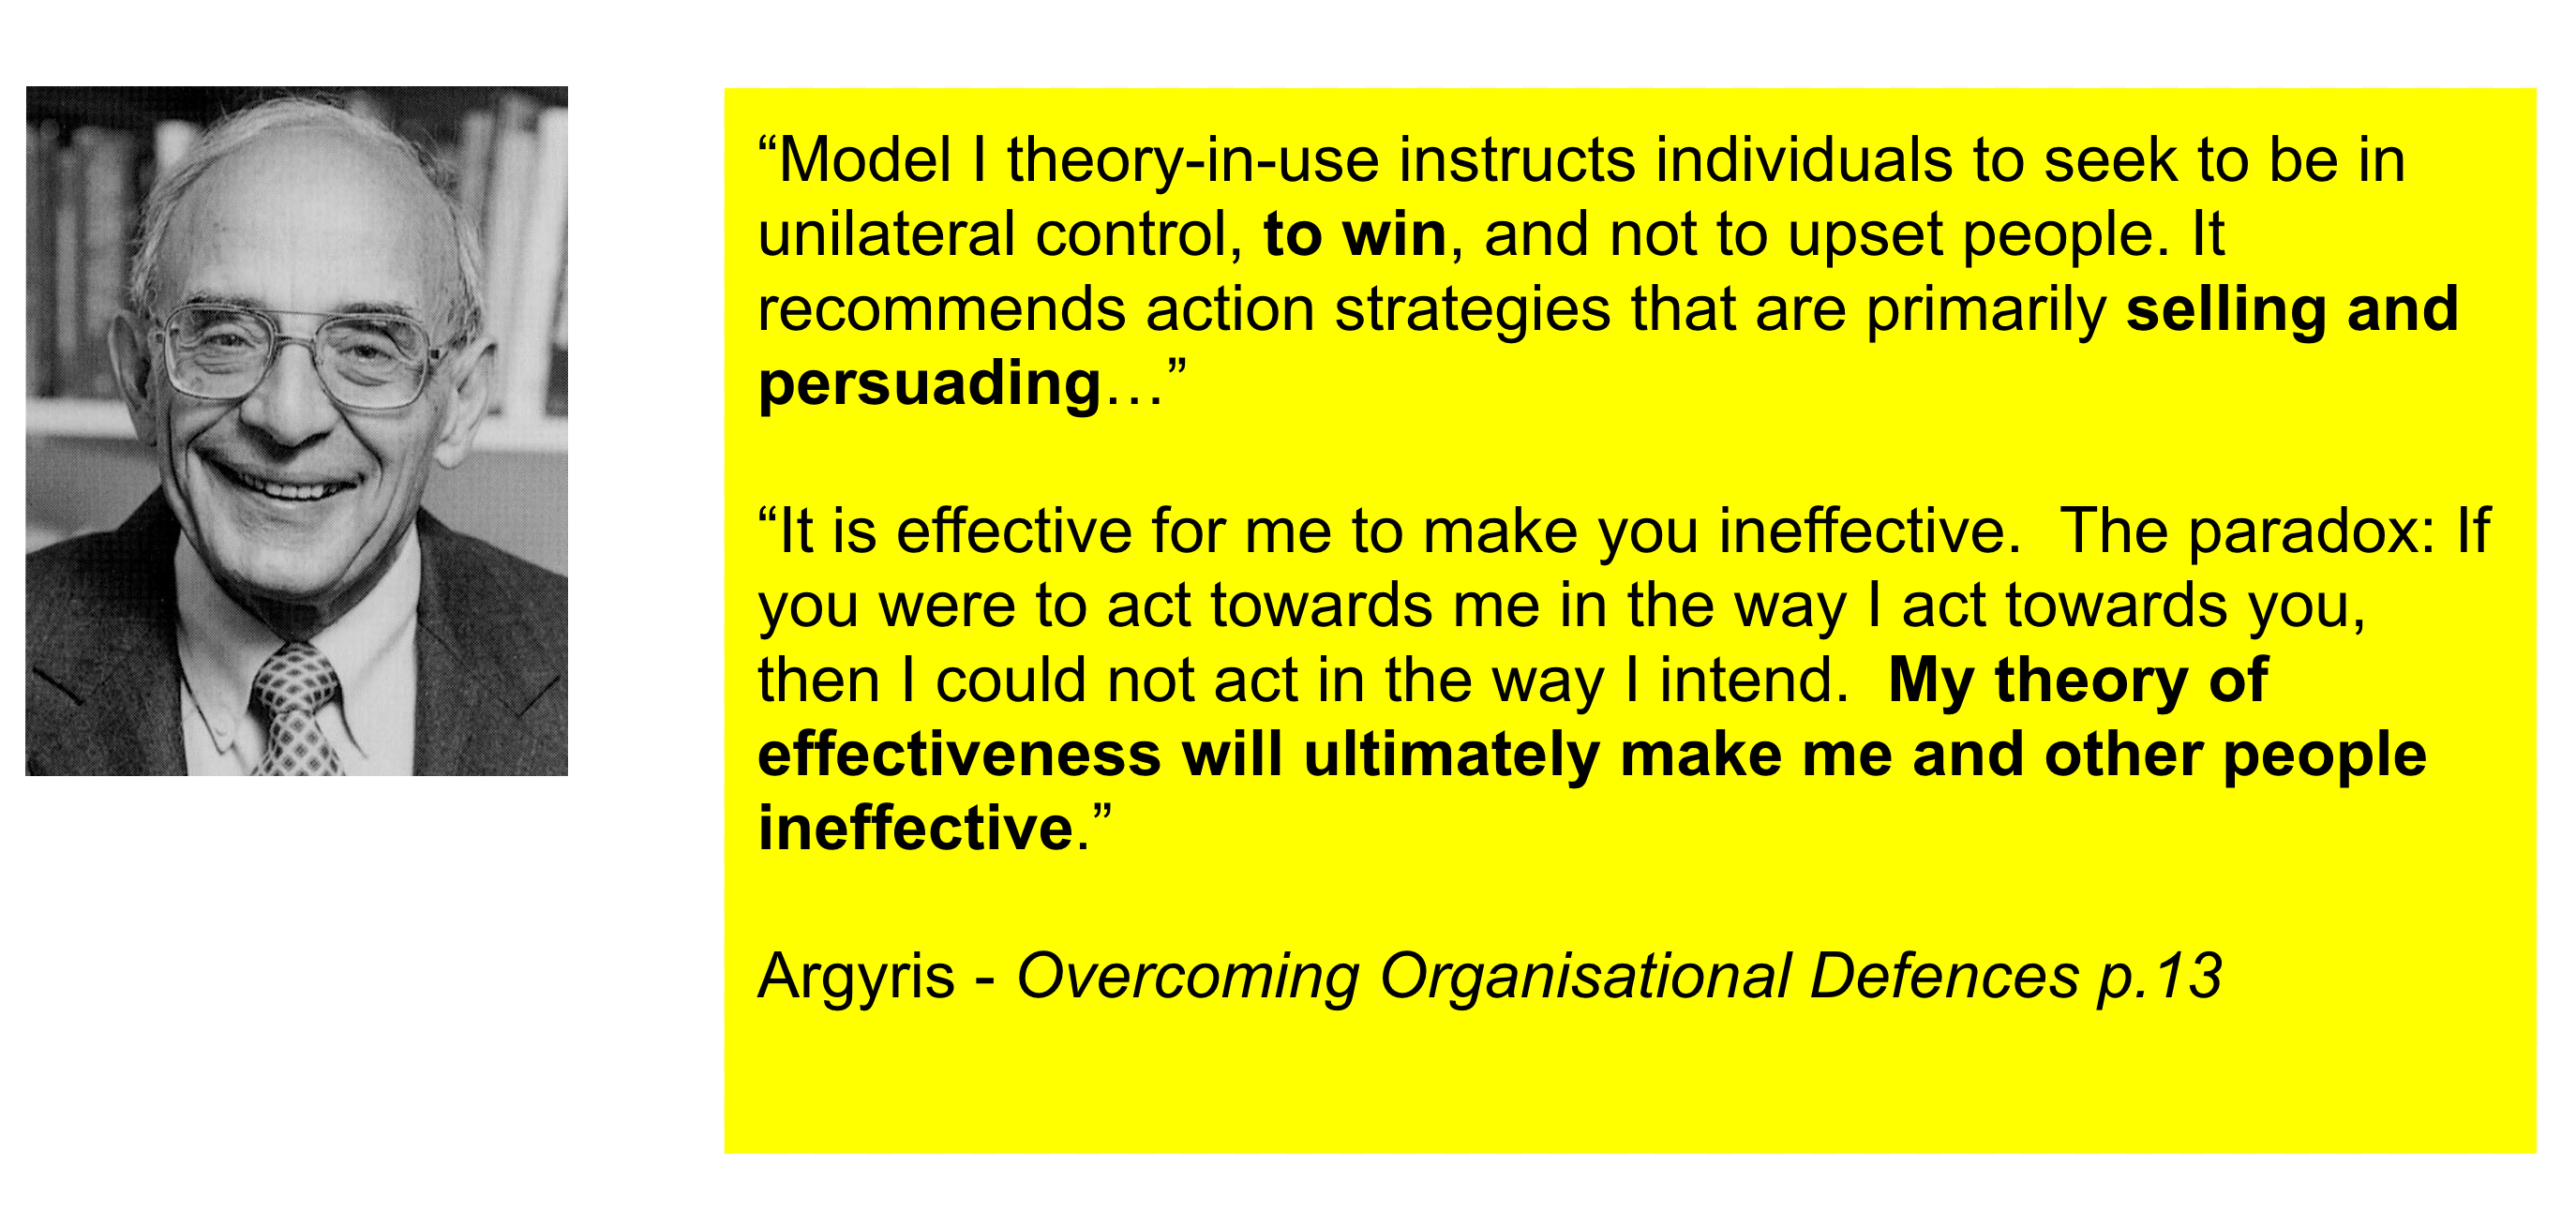 “Model I theory-in-use instructs individuals to seek to be in
unilateral control, to win, and not to upset people. It
recommends action strategies that are primarily selling and
persuading…”
“It is effective for me to make you ineffective.  The paradox: If
you were to act towards me in the way I act towards you,
then I could not act in the way I intend.  My theory of
effectiveness will ultimately make me and other people
ineffective.”
Argyris - Overcoming Organisational Defences p.13